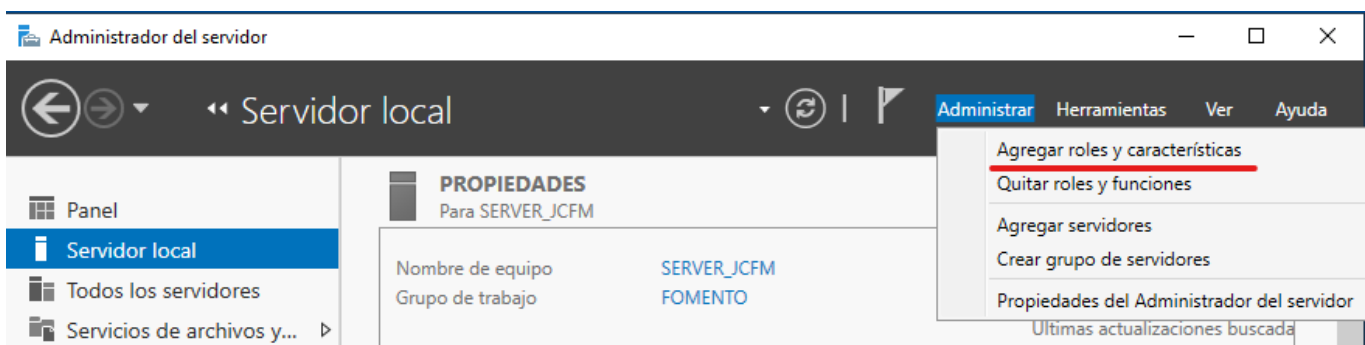 Administrador del servidor
Servidor local
Administrar Herramientas Ver Ayuda
Agregar roles y características
Quitar roles y funciones
Agregar servidores
Crear grupo de servidores
Propiedades del Administrador del servidor
Panel
Servidor local
Todos los servidores
Servicios de archivos y...
PROPIEDADES
Para SERVER_JCFM
Nombre de equipo SERVER_JCFM
Grupo de trabajo FOMENTO
Últimas actualizaciones buscada